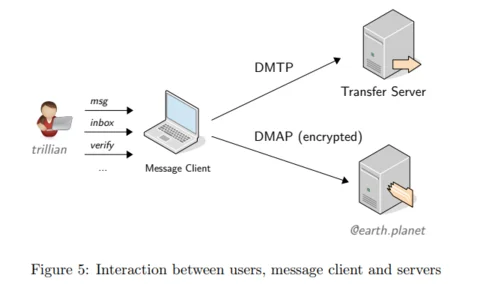 msg
inbox
verify
...
trillian
Message Client
DMTP
Transfer Server
DMAP (encrypted)
@earth.planet
Figure 5: Interaction between users, message client and servers